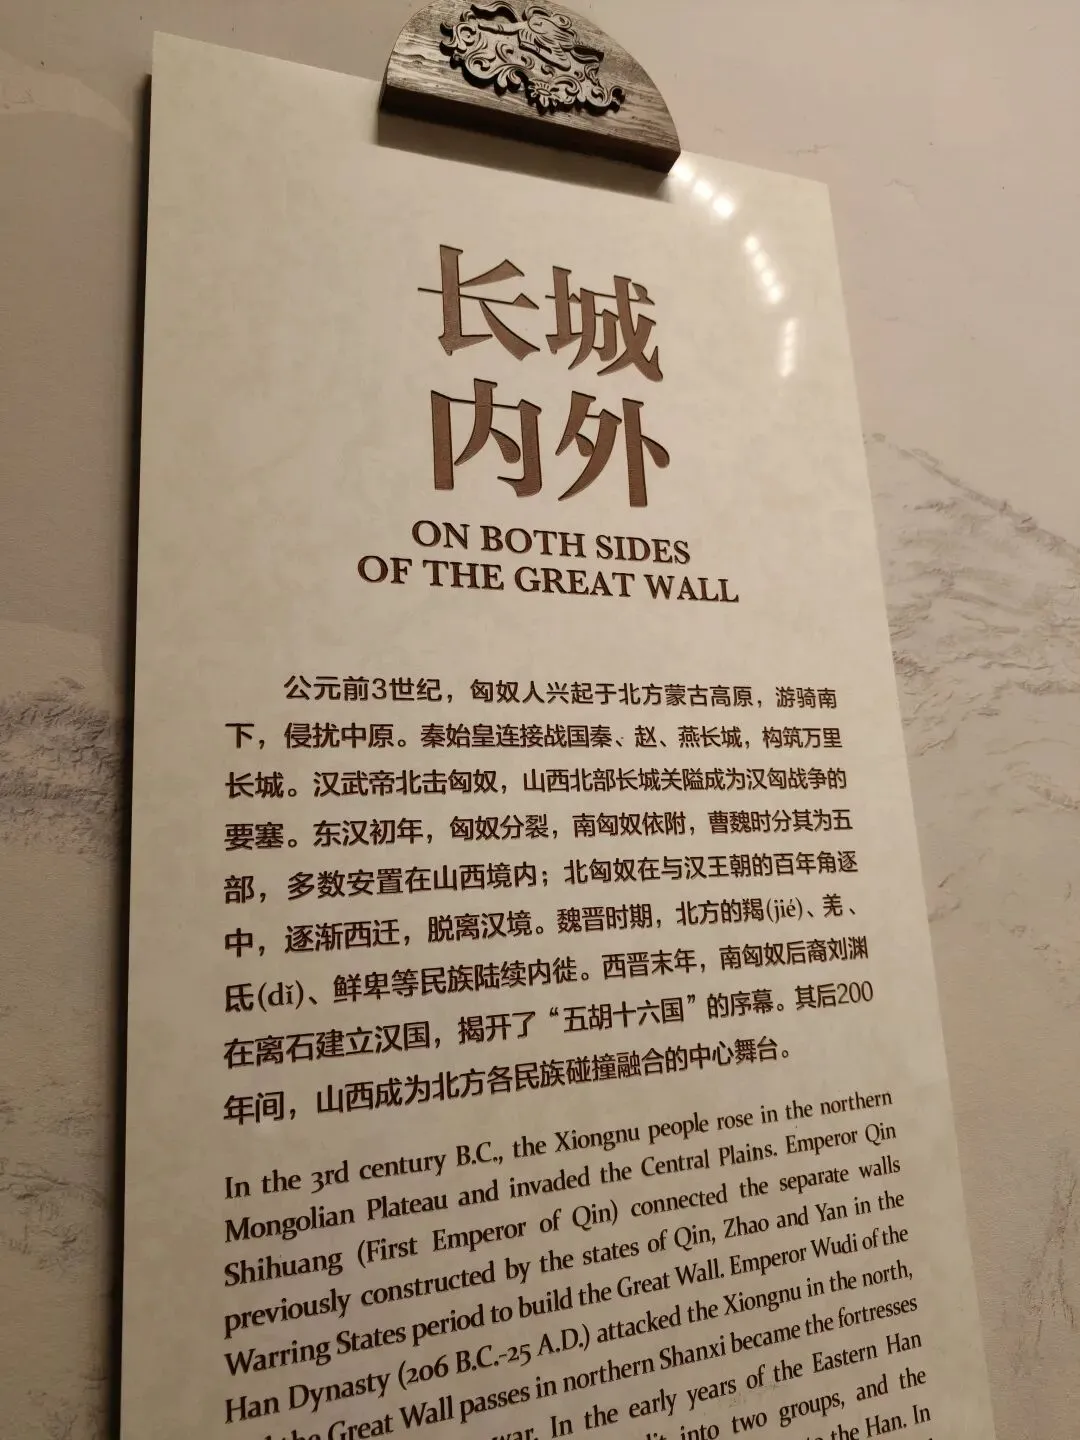 长城
内外
ON BOTH SIDES
OF THE GREAT WALL
公元前3世纪，匈奴人兴起于北方蒙古高原，游骑南
下，侵扰中原。秦始皇连接战国秦、赵、燕长城，构筑万里
长城。汉武帝北击匈奴，山西北部长城关隘成为汉匈战争的
要塞。东汉初年，匈奴分裂，南匈奴依附，曹魏时分其为五
部，多数安置在山西境内；北匈奴在与汉王朝的百年角逐
中，逐渐西迁，脱离汉境。魏晋时期，北方的羯(jié)、羌、
氐(dǐ)、鲜卑等民族陆续内徙。西晋末年，南匈奴后裔刘渊
在离石建立汉国，揭开了“五胡十六国”的序幕。其后200
年间，山西成为北方各民族碰撞融合的中心舞台。
In the 3rd century B.C., the Xiongnu people rose in the northern
Mongolian Plateau and invaded the Central Plains. Emperor Qin
Shihuang (First Emperor of Qin) connected the separate walls
previously constructed by the states of Qin, Zhao and Yan in the
Warring States period to build the Great Wall. Emperor Wudi of the
Han Dynasty (206 B.C.-25 A.D.) attacked the Xiongnu in the north,
the Great Wall passes in northern Shanxi became the fortresses
war. In the early years of the Eastern Han
into two groups, and the
the Han. In